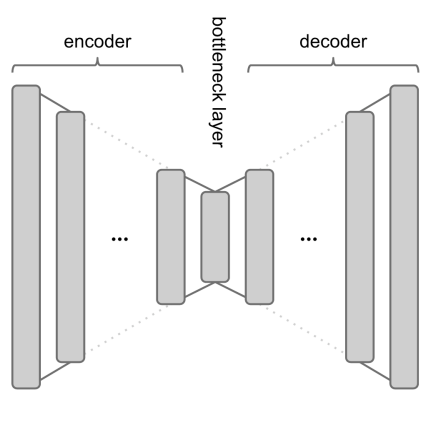 encoder
bottleneck layer
decoder
...
...